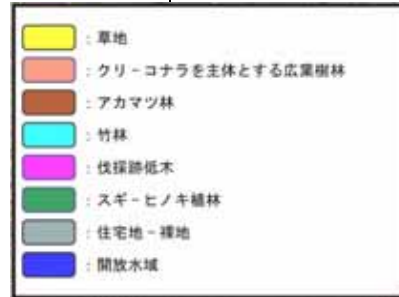 ：草地
：クリ－コナラを主体とする広葉樹林
：アカマツ林
：竹林
：伐採跡低木
：スギ－ヒノキ植林
：住宅地－裸地
：開放水域